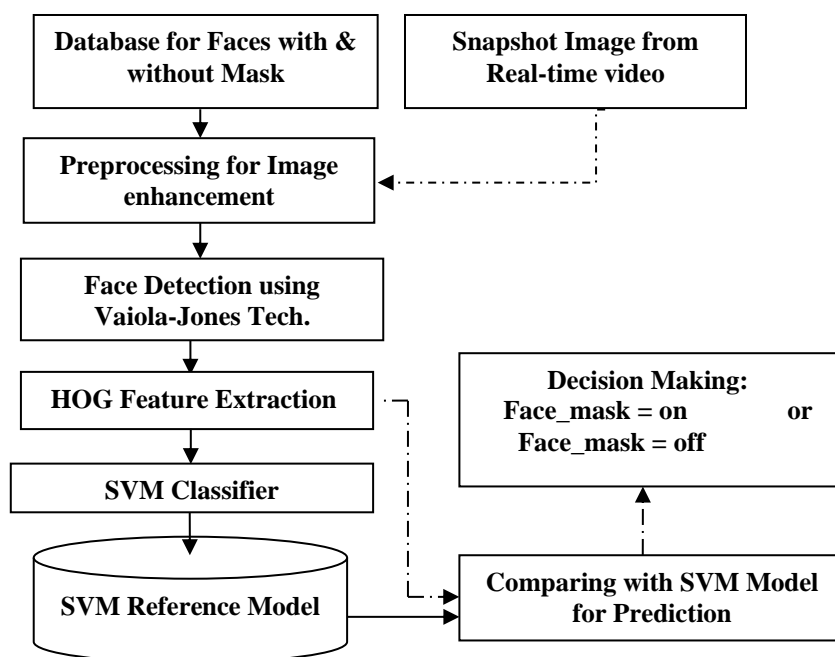 Database for Faces with &
without Mask
Snapshot Image from
Real-time video
Preprocessing for Image
enhancement
Face Detection using
Vaiola-Jones Tech.
HOG Feature Extraction
SVM Classifier
SVM Reference Model
Decision Making:
Face_mask = on or
Face_mask = off
Comparing with SVM Model
for Prediction